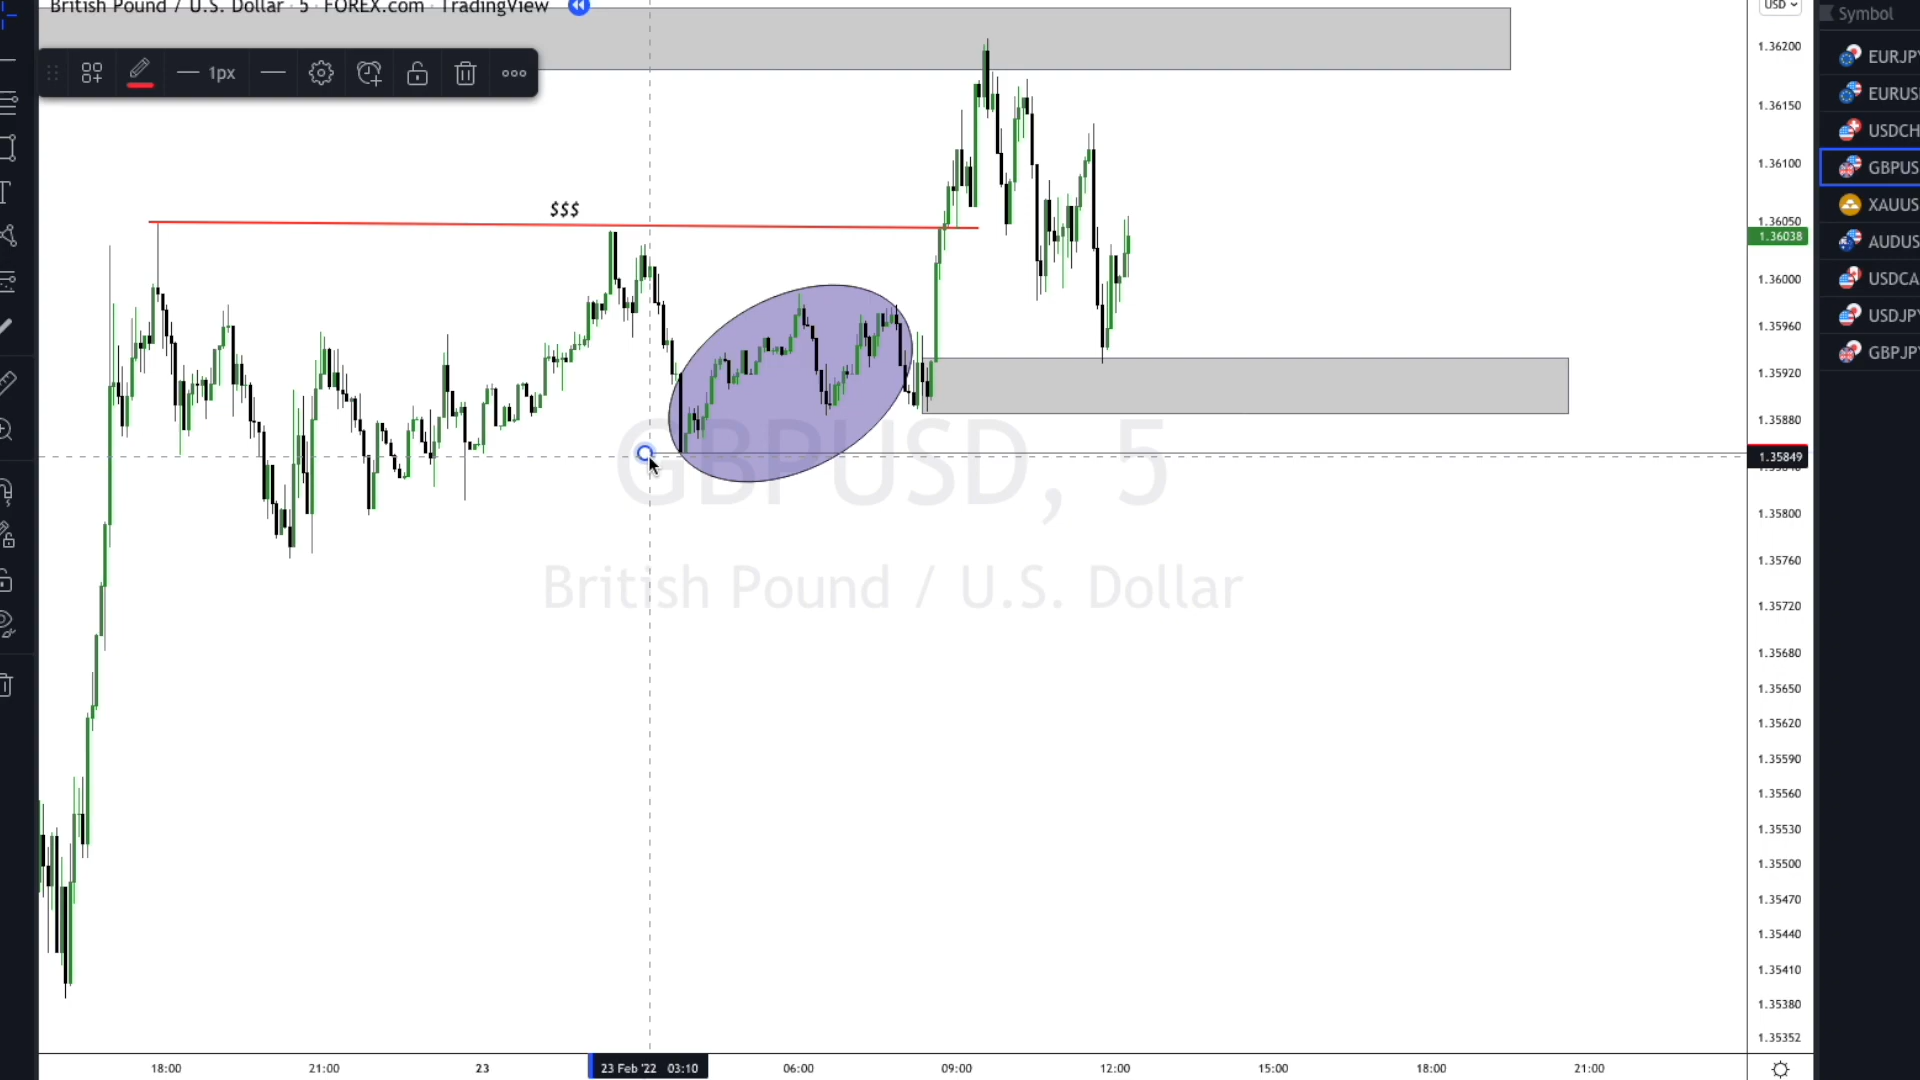 British Pound / U.S. Dollar · 5 · FOREX.com · TradingView
USD
1px
$$$
GBPUSD, 5
British Pound / U.S. Dollar
1.36200
1.36150
1.36100
1.36050
1.36038
1.36000
1.35960
1.35920
1.35880
1.35849
1.35800
1.35760
1.35720
1.35680
1.35650
1.35620
1.35590
1.35560
1.35530
1.35500
1.35470
1.35440
1.35410
1.35380
1.35352
18:00
21:00
23
23 Feb '22 03:10
06:00
09:00
12:00
15:00
18:00
21:00
Symbol
EURJPY
EURUS
USDCH
GBPUS
XAUUS
AUDUS
USDCA
USDJPY
GBPJPY